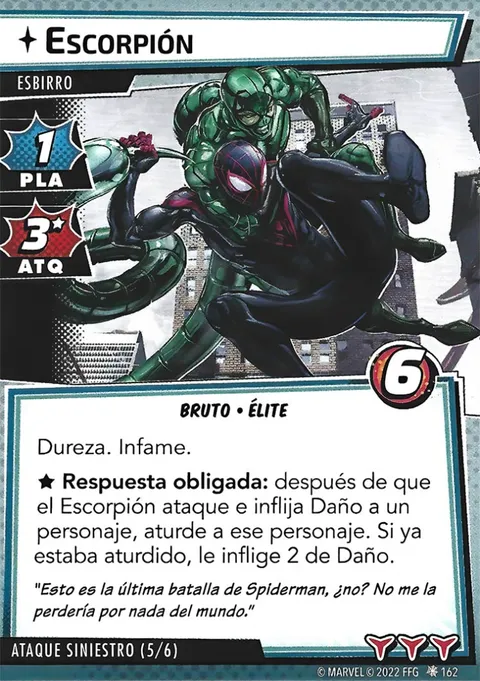 Escorpión
ESBIRRO
1
PLA
3★
ATQ
6
BRUTO • ÉLITE
Dureza. Infame.
★ Respuesta obligada: después de que
el Escorpión ataque e inflija Daño a un
personaje, aturde a ese personaje. Si ya
estaba aturdido, le inflige 2 de Daño.
"Esto es la última batalla de Spiderman, ¿no? No me la
perdería por nada del mundo."
ATAQUE SINIESTRO (5/6)
© MARVEL © 2022 FFG 162